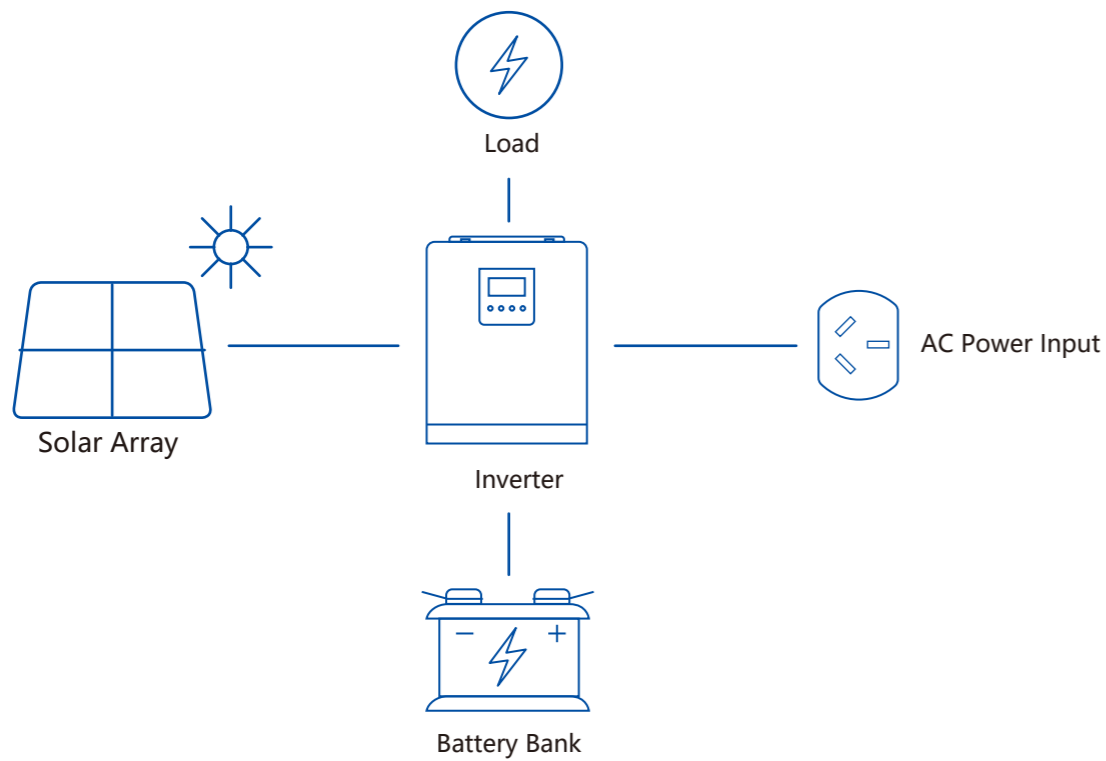 Load
AC Power Input
Solar Array
Inverter
− +
Battery Bank